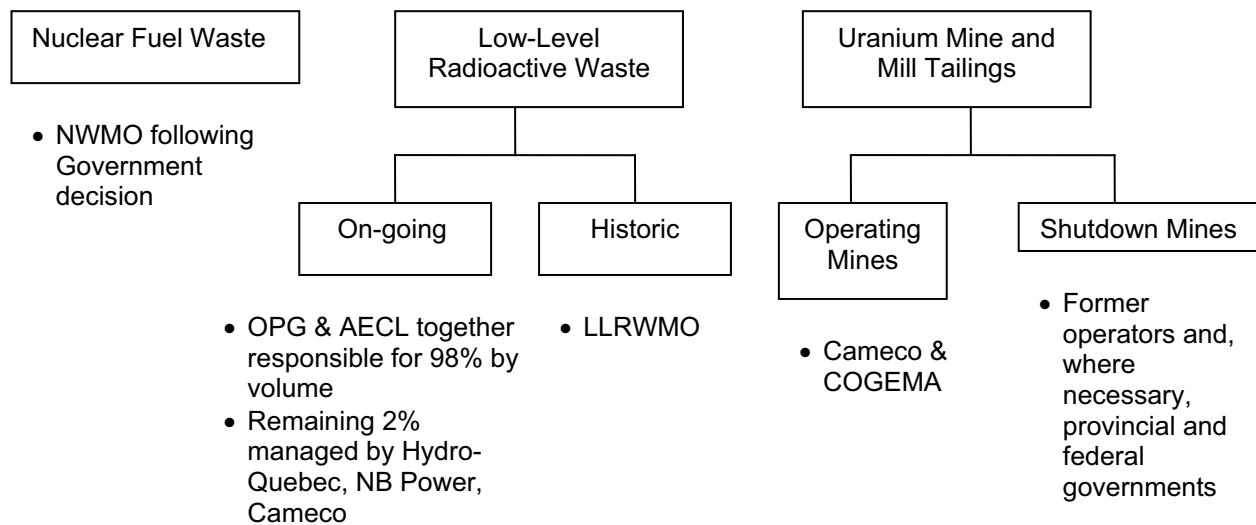 Nuclear Fuel Waste
• NWMO following
Government
decision
Low-Level
Radioactive Waste
On-going
• OPG & AECL together
responsible for 98% by
volume
• Remaining 2%
managed by Hydro-
Quebec, NB Power,
Cameco
Historic
• LLRWMO
Uranium Mine and
Mill Tailings
Operating
Mines
• Cameco &
COGEMA
Shutdown Mines
• Former
operators and,
where
necessary,
provincial and
federal
governments